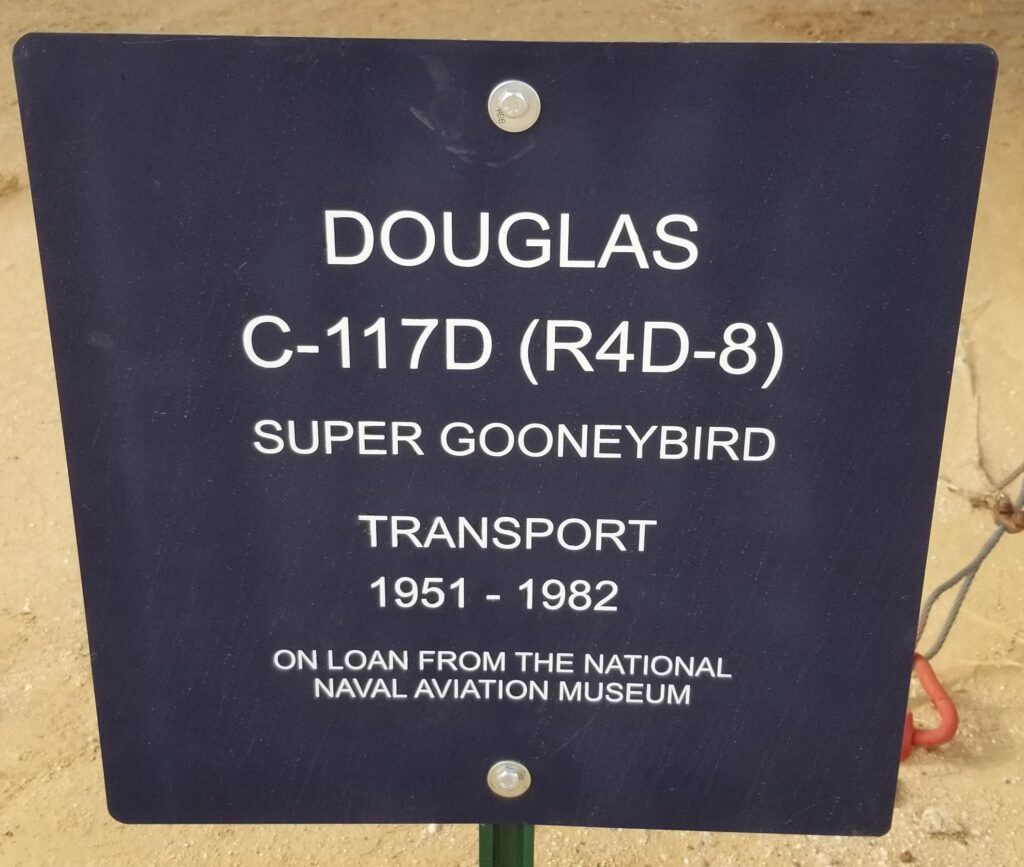 DOUGLAS
C-117D (R4D-8)
SUPER GOONEYBIRD
TRANSPORT
1951 - 1982
ON LOAN FROM THE NATIONAL
NAVAL AVIATION MUSEUM